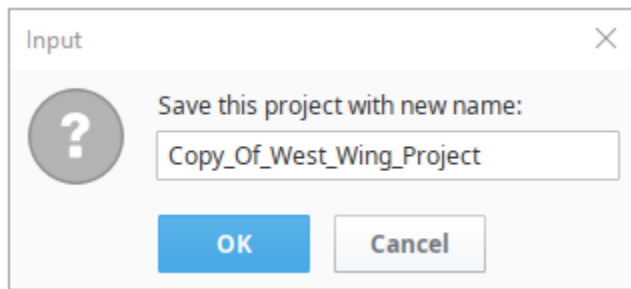 Input
Save this project with new name:
Copy_Of_West_Wing_Project
OK Cancel